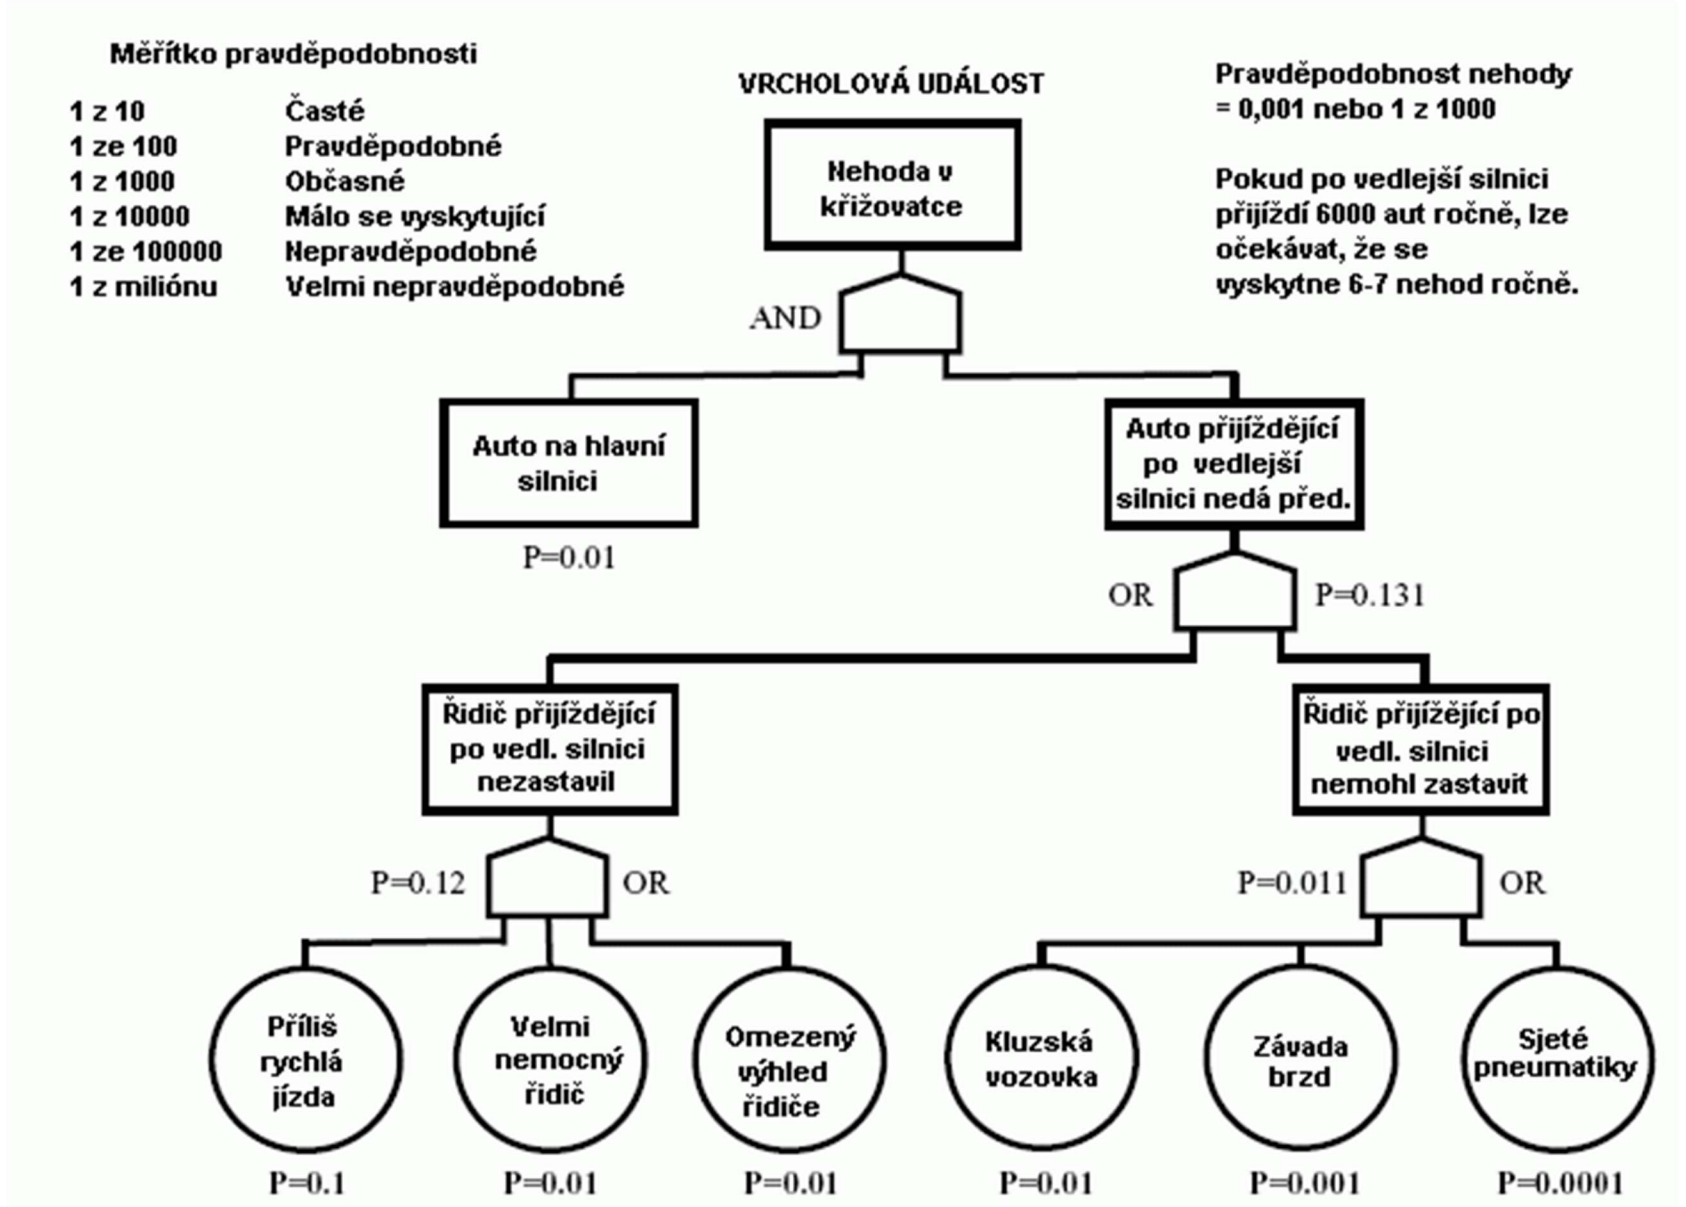 Měřítko pravděpodobnosti
1 z 10 Časté
1 ze 100 Pravděpodobné
1 z 1000 Občasné
1 z 10000 Málo se vyskytující
1 ze 100000 Nepravděpodobné
1 z miliónu Velmi nepravděpodobné
VRCHOLOVÁ UDÁLOST
Nehoda v
křižovatce
Pravděpodobnost nehody
= 0,001 nebo 1 z 1000
Pokud po vedlejší silnici
přijíždí 6000 aut ročně, lze
očekávat, že se
vyskytne 6-7 nehod ročně.
AND
Auto na hlavní
silnici
P=0.01
Auto přijíždějící
po vedlejší
silnici nedá před.
OR
P=0.131
Řidič přijíždějící
po vedl. silnici
nezastavil
Řidič přijížějící po
vedl. silnici
nemohl zastavit
P=0.12
OR
P=0.011
OR
Příliš
rychlá
jízda
Velmi
nemocný
řidič
Omezený
výhled
řidiče
Kluzská
vozovka
Závada
brzd
Sjeté
pneumatiky
P=0.1
P=0.01
P=0.01
P=0.01
P=0.001
P=0.0001